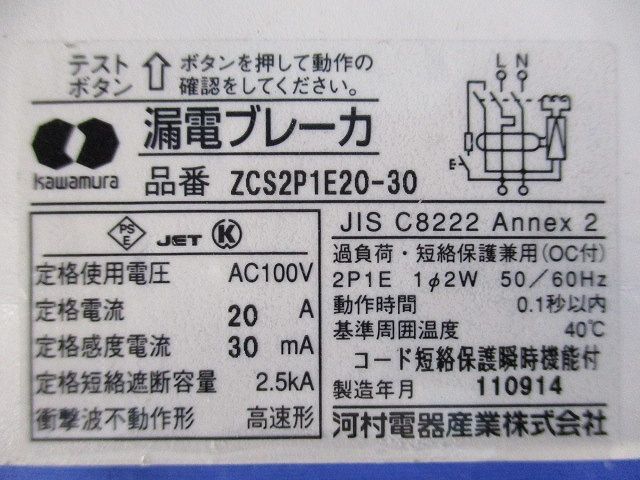 テスト ボタンを押して動作の
ボタン 確認をしてください。
L N
漏電ブレーカ
E
kawamura
品番 ZCS2P1E20-30
PS E JET K
JIS C8222 Annex 2
定格使用電圧 AC100V
定格電流 20 A
定格感度電流 30 mA
定格短絡遮断容量 2.5kA
衝撃波不動作形 高速形
過負荷・短絡保護兼用(OC付)
2P1E 1φ2W 50／60Hz
動作時間 0.1秒以内
基準周囲温度 40℃
コード短絡保護瞬時機能付
製造年月 110914
河村電器産業株式会社